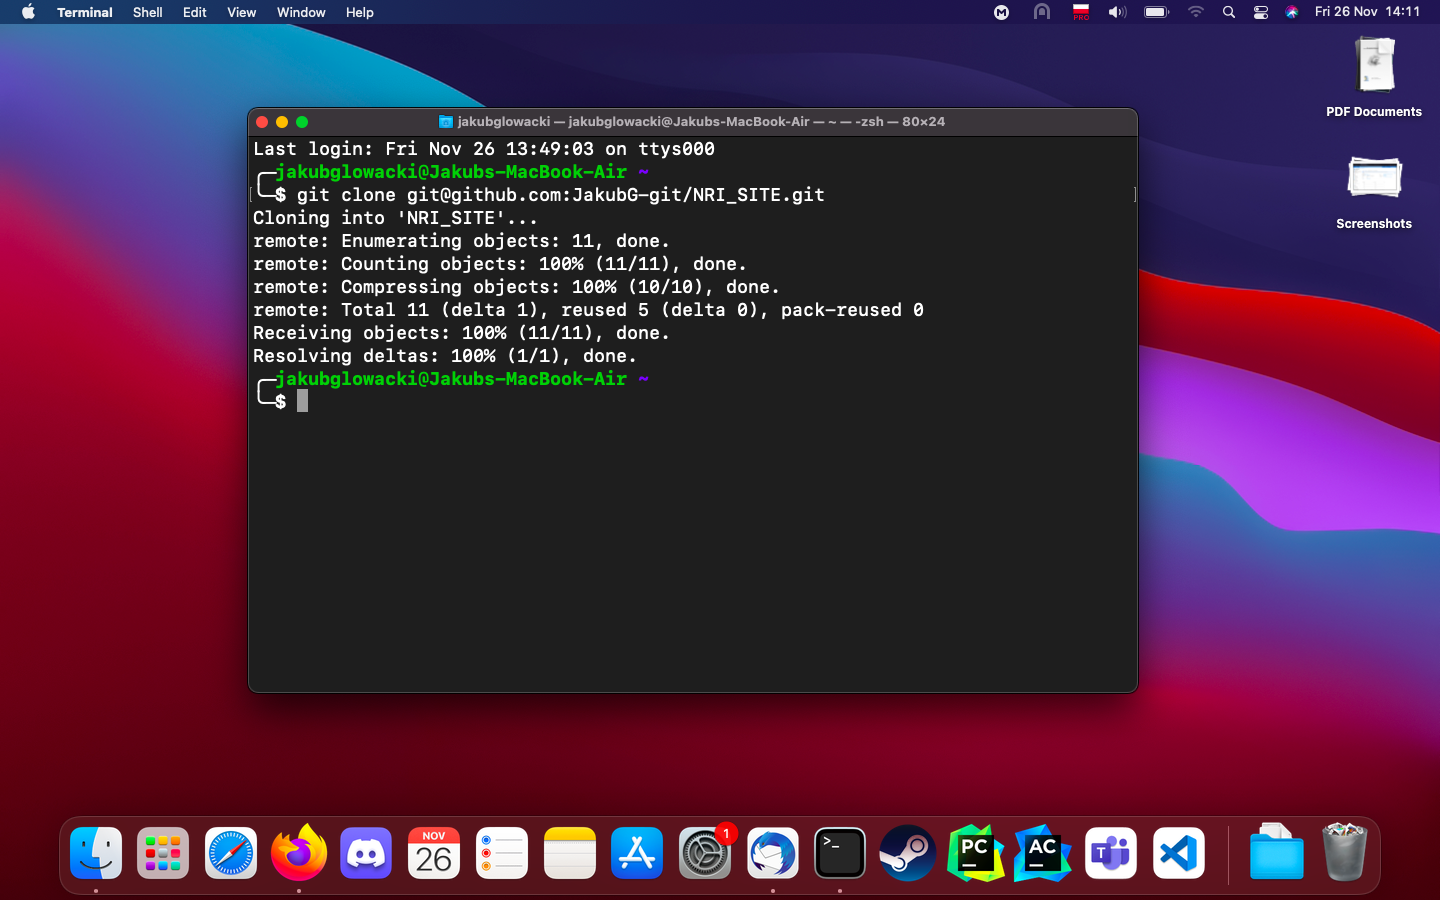 Terminal Shell Edit View Window Help
PRO
Fri 26 Nov 14:11
PDF Documents
Screenshots
jakubglowacki — jakubglowacki@Jakubs-MacBook-Air — ~ — -zsh — 80×24
Last login: Fri Nov 26 13:49:03 on ttys000
╭─jakubglowacki@Jakubs-MacBook-Air ~
╰─$ git clone git@github.com:JakubG-git/NRI_SITE.git
Cloning into 'NRI_SITE'...
remote: Enumerating objects: 11, done.
remote: Counting objects: 100% (11/11), done.
remote: Compressing objects: 100% (10/10), done.
remote: Total 11 (delta 1), reused 5 (delta 0), pack-reused 0
Receiving objects: 100% (11/11), done.
Resolving deltas: 100% (1/1), done.
╭─jakubglowacki@Jakubs-MacBook-Air ~
╰─$
NOV
26
1
>_
PC
AC
T